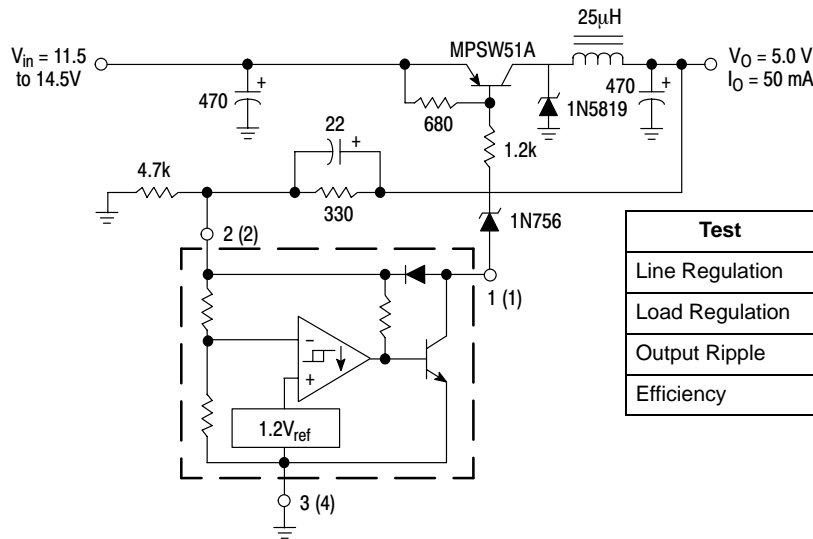 V_in = 11.5
to 14.5V
470
+
MPSW51A
680
25μH
1N5819
470
+
V_O = 5.0 V
I_O = 50 mA
4.7k
22
+
330
1.2k
1N756
2 (2)
1 (1)
−
+
1.2V_ref
3 (4)
Test
Line Regulation
Load Regulation
Output Ripple
Efficiency